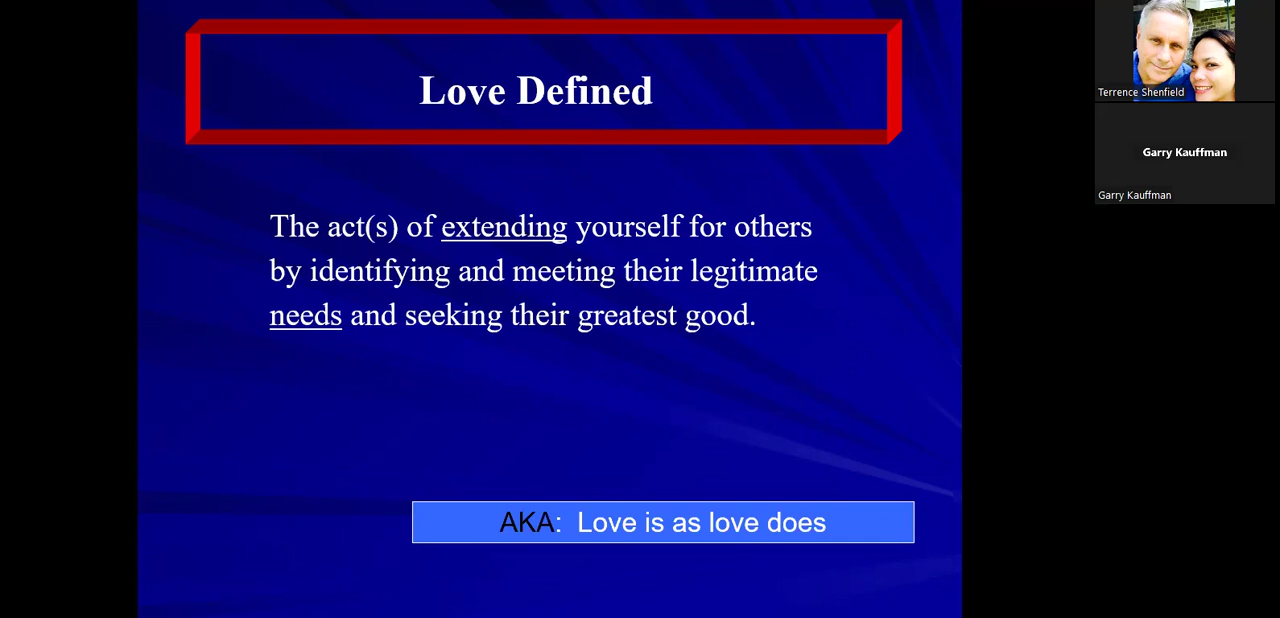 Love Defined
The act(s) of extending yourself for others
by identifying and meeting their legitimate
needs and seeking their greatest good.
AKA: Love is as love does
Terrence Shenfield
Garry Kauffman
Garry Kauffman